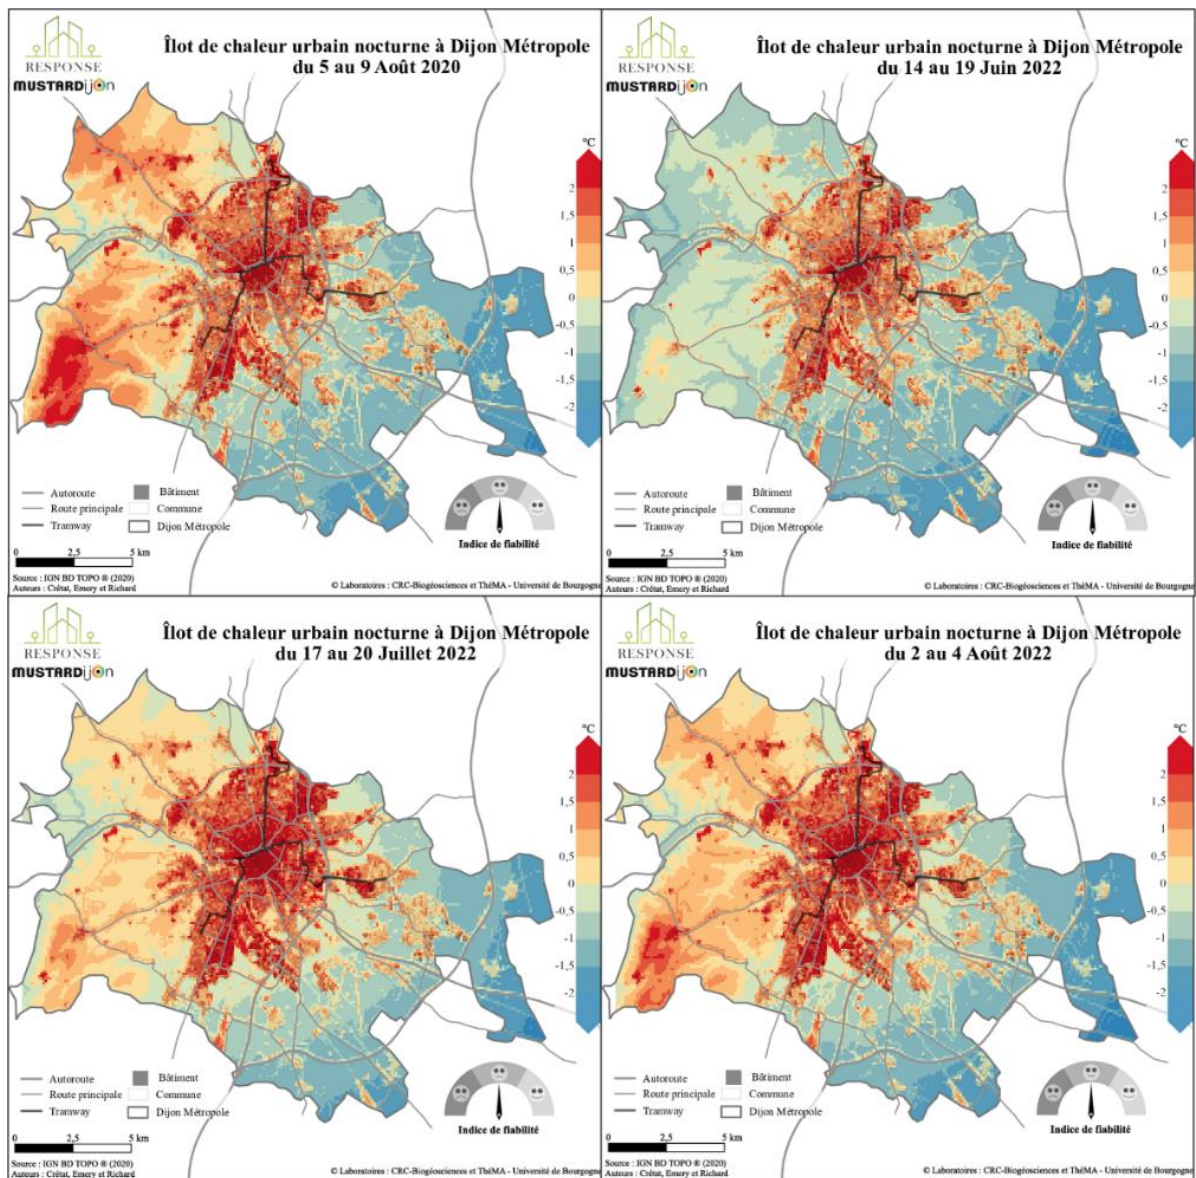 RESPONSE
MUSTARDijon
Îlot de chaleur urbain nocturne à Dijon Métropole
du 5 au 9 Août 2020
°C
2
1,5
1
0,5
0
-0,5
-1
-1,5
-2
Autoroute
Route principale
Tramway
Bâtiment
Commune
Dijon Métropole
Indice de fiabilité
0 2,5 5 km
Source : IGN BD TOPO ® (2020)
Auteurs : Crétat, Emery et Richard
© Laboratoires : CRC-Biogéosciences et ThéMA - Université de Bourgogne
RESPONSE
MUSTARDijon
Îlot de chaleur urbain nocturne à Dijon Métropole
du 14 au 19 Juin 2022
°C
2
1,5
1
0,5
0
-0,5
-1
-1,5
-2
Autoroute
Route principale
Tramway
Bâtiment
Commune
Dijon Métropole
Indice de fiabilité
0 2,5 5 km
Source : IGN BD TOPO ® (2020)
Auteurs : Crétat, Emery et Richard
© Laboratoires : CRC-Biogéosciences et ThéMA - Université de Bourgogne
RESPONSE
MUSTARDijon
Îlot de chaleur urbain nocturne à Dijon Métropole
du 17 au 20 Juillet 2022
°C
2
1,5
1
0,5
0
-0,5
-1
-1,5
-2
Autoroute
Route principale
Tramway
Bâtiment
Commune
Dijon Métropole
Indice de fiabilité
0 2,5 5 km
Source : IGN BD TOPO ® (2020)
Auteurs : Crétat, Emery et Richard
© Laboratoires : CRC-Biogéosciences et ThéMA - Université de Bourgogne
RESPONSE
MUSTARDijon
Îlot de chaleur urbain nocturne à Dijon Métropole
du 2 au 4 Août 2022
°C
2
1,5
1
0,5
0
-0,5
-1
-1,5
-2
Autoroute
Route principale
Tramway
Bâtiment
Commune
Dijon Métropole
Indice de fiabilité
0 2,5 5 km
Source : IGN BD TOPO ® (2020)
Auteurs : Crétat, Emery et Richard
© Laboratoires : CRC-Biogéosciences et ThéMA - Université de Bourgogne